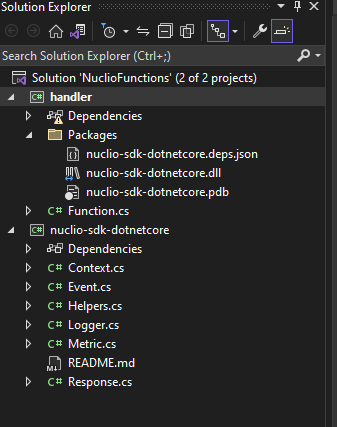 Solution Explorer
Search Solution Explorer (Ctrl+;)
Solution 'NuclioFunctions' (2 of 2 projects)
C# handler
Dependencies
Packages
nuclio-sdk-dotnetcore.deps.json
nuclio-sdk-dotnetcore.dll
nuclio-sdk-dotnetcore.pdb
C# Function.cs
C# nuclio-sdk-dotnetcore
Dependencies
C# Context.cs
C# Event.cs
C# Helpers.cs
C# Logger.cs
C# Metric.cs
M↓ README.md
C# Response.cs